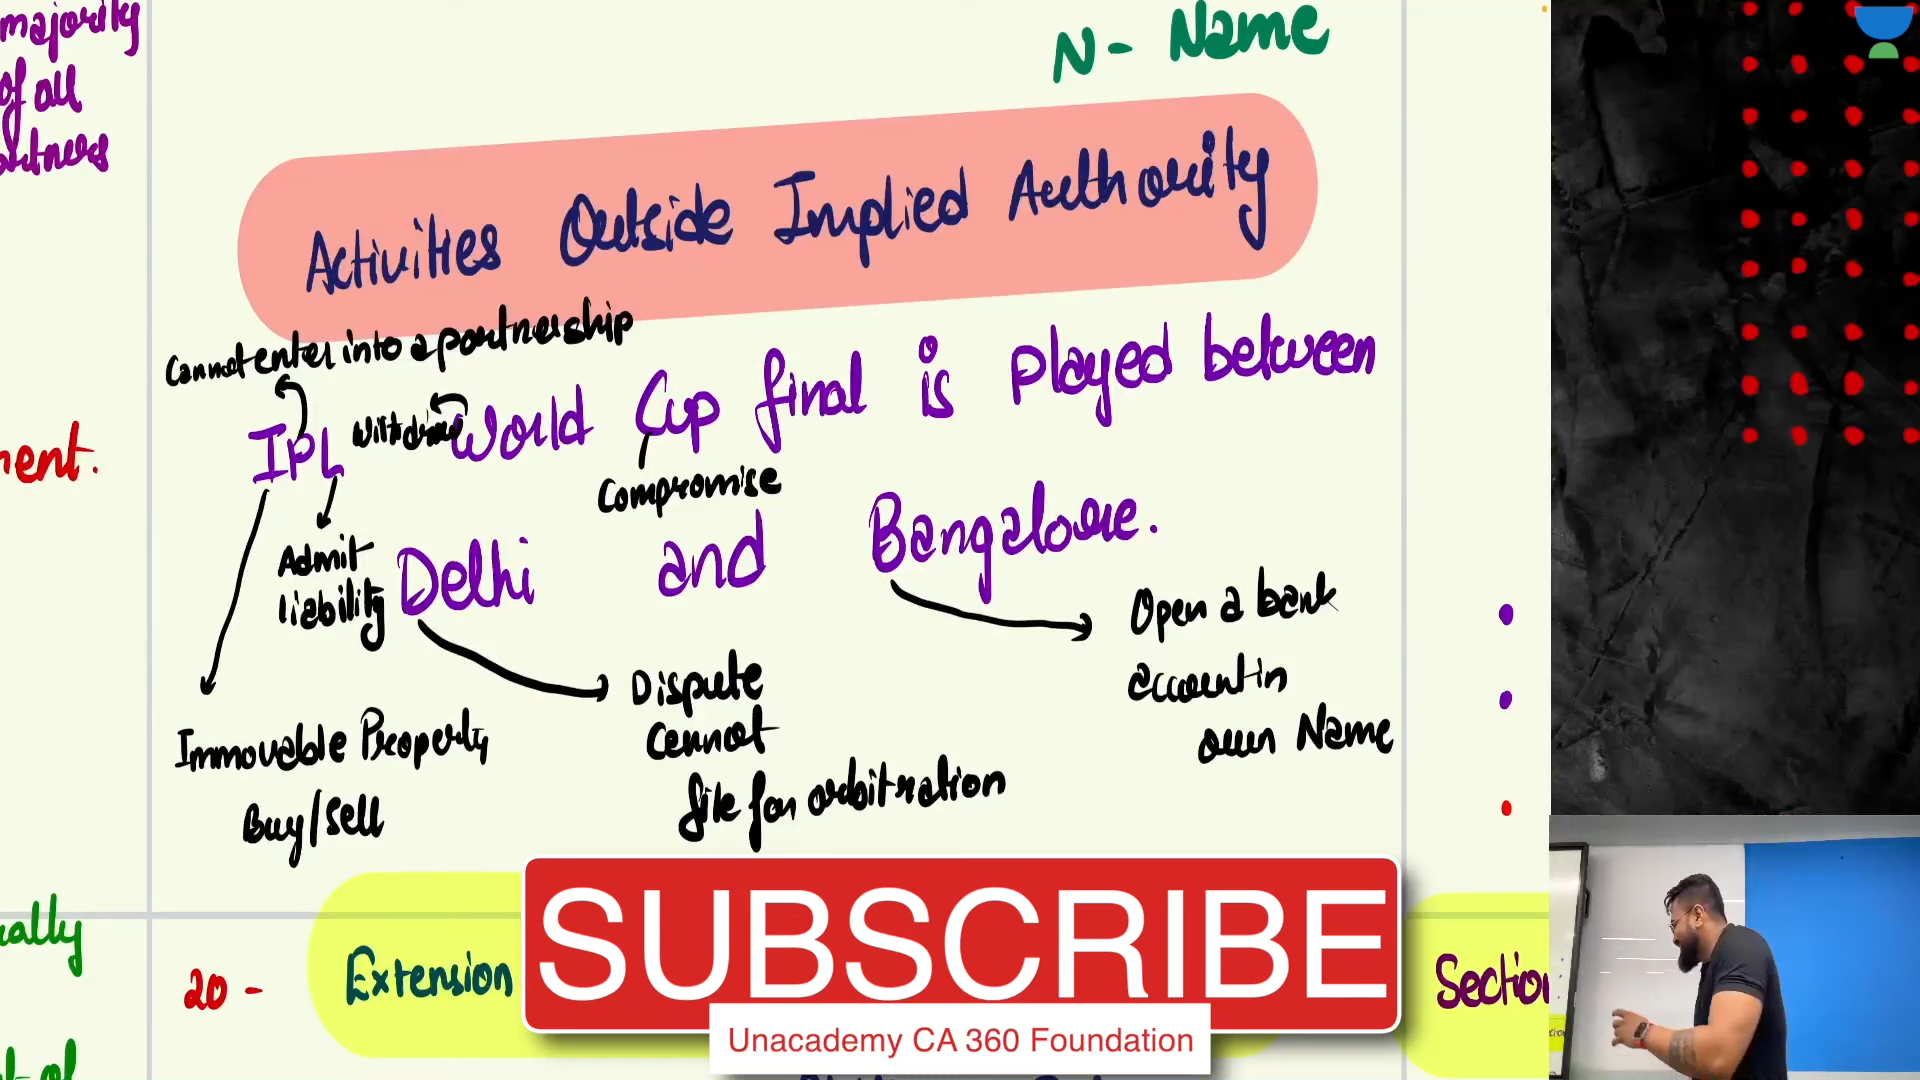 majority
of all
N - Name
Activities Outside Implied Authority
Cannot enter into a partnership
IPL Withdraw World Cup final is played between
ment.
Compromise
Admit
liability
Delhi and Bangalore.
Open a bank
account in
own Name
Dispute
Cannot
file for arbitration
Immovable Property
Buy/Sell
ally
20 - Extension
Section
SUBSCRIBE
Unacademy CA 360 Foundation